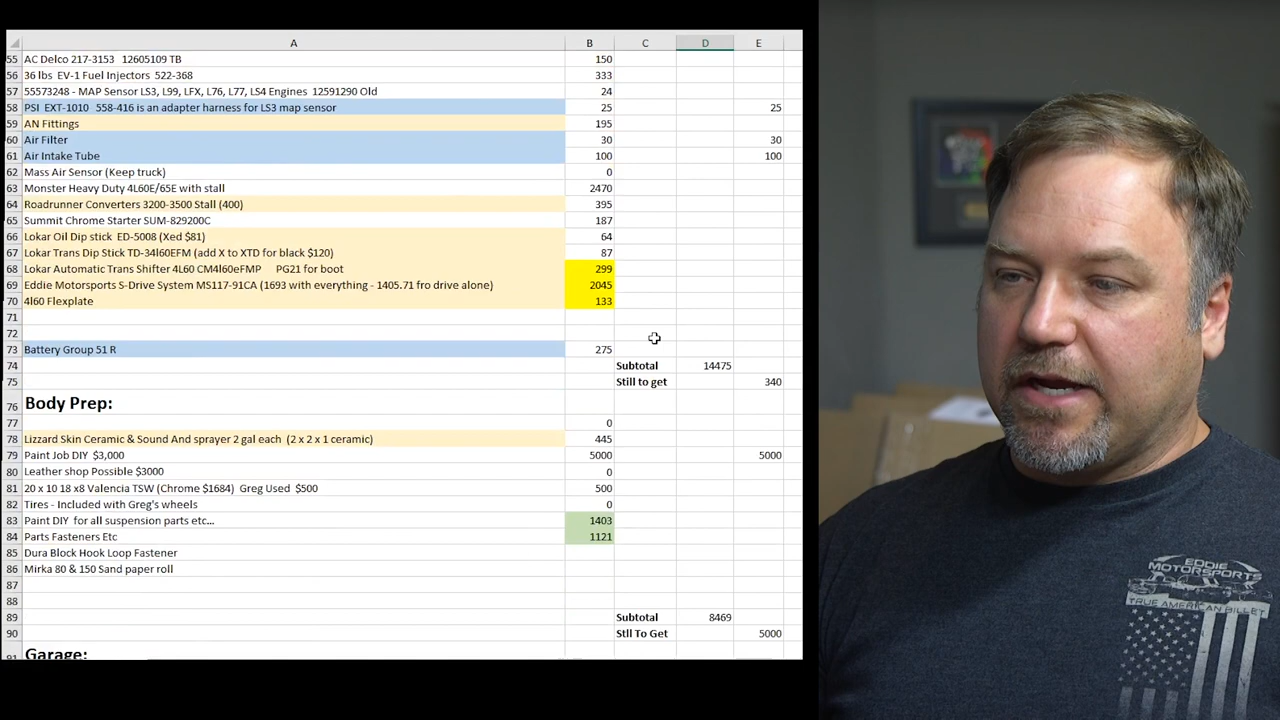 A B C D E
55 AC Delco 217-3153 12605109 TB 150
56 36 lbs EV-1 Fuel Injectors 522-368 333
57 55573248 - MAP Sensor LS3, L99, LFX, L76, L77, LS4 Engines 12591290 Old 24
58 PSI EXT-1010 558-416 is an adapter harness for LS3 map sensor 25 25
59 AN Fittings 195
60 Air Filter 30 30
61 Air Intake Tube 100 100
62 Mass Air Sensor (Keep truck) 0
63 Monster Heavy Duty 4L60E/65E with stall 2470
64 Roadrunner Converters 3200-3500 Stall (400) 395
65 Summit Chrome Starter SUM-829200C 187
66 Lokar Oil Dip stick ED-5008 (Xed $81) 64
67 Lokar Trans Dip Stick TD-34l60EFM (add X to XTD for black $120) 87
68 Lokar Automatic Trans Shifter 4L60 CM4l60eFMP PG21 for boot 299
69 Eddie Motorsports S-Drive System MS117-91CA (1693 with everything - 1405.71 fro drive alone) 2045
70 4l60 Flexplate 133
71
72
73 Battery Group 51 R 275
74 Subtotal 14475
75 Still to get 340
76 Body Prep:
77 0
78 Lizzard Skin Ceramic & Sound And sprayer 2 gal each (2 x 2 x 1 ceramic) 445
79 Paint Job DIY $3,000 5000 5000
80 Leather shop Possible $3000 0
81 20 x 10 18 x8 Valencia TSW (Chrome $1684) Greg Used $500 500
82 Tires - Included with Greg's wheels 0
83 Paint DIY for all suspension parts etc... 1403
84 Parts Fasteners Etc 1121
85 Dura Block Hook Loop Fastener
86 Mirka 80 & 150 Sand paper roll
87
88
89 Subtotal 8469
90 Stll To Get 5000
91 Garage:
EDDIE
MOTORSPORTS
TRUE AMERICAN BILLET